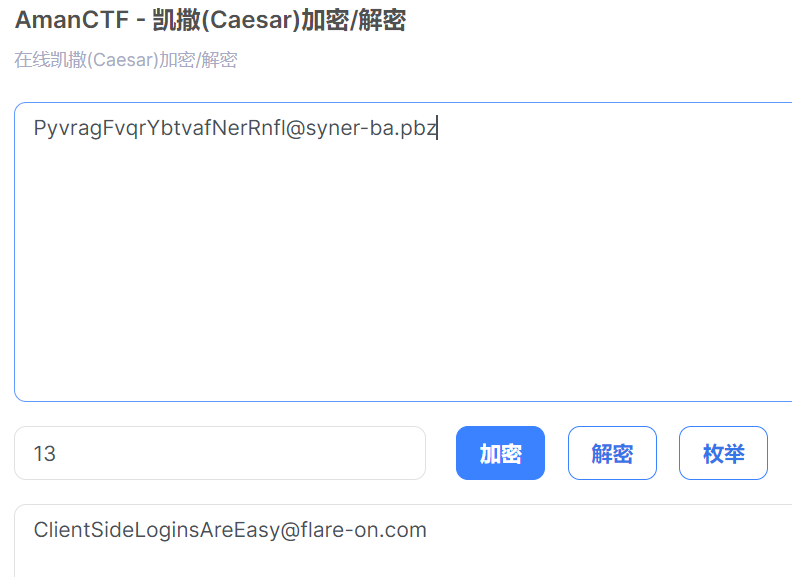 AmanCTF - 凯撒(Caesar)加密/解密
在线凯撒(Caesar)加密/解密
PyvragFvqrYbtvafNerRnfl@syner-ba.pbz
13 加密 解密 枚举
ClientSideLoginsAreEasy@flare-on.com